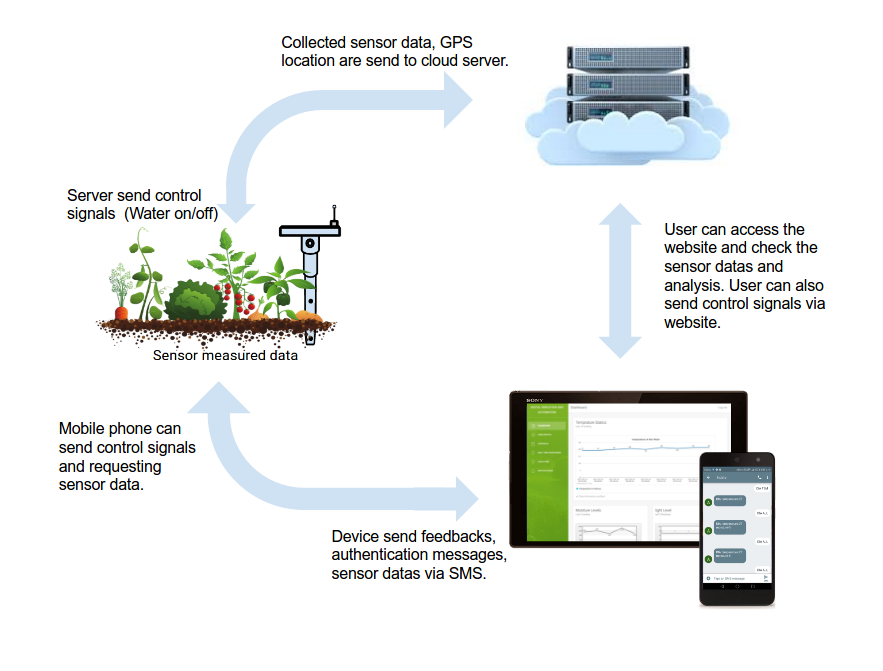 Collected sensor data, GPS
location are send to cloud server.
Server send control
signals  (Water on/off)
User can access the
website and check the
sensor datas and
analysis. User can also
send control signals via
website.
Sensor measured data
Mobile phone can
send control signals
and requesting
sensor data.
SONY
Device send feedbacks,
authentication messages,
sensor datas via SMS.